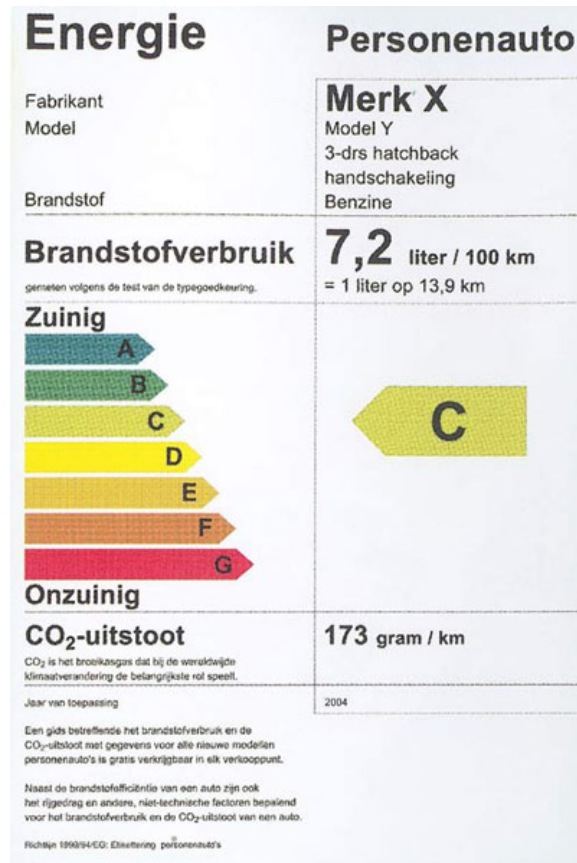 Energie
Personenauto
Fabrikant
Merk X
Model
Model Y
3-drs hatchback
handschakeling
Brandstof
Benzine
Brandstofverbruik
7,2 liter / 100 km
gemeten volgens de test van de typegoedkeuring.
= 1 liter op 13,9 km
Zuinig
A
B
C
D
E
F
G
C
Onzuinig
CO₂-uitstoot
173 gram / km
CO₂ is het broeikasgas dat bij de wereldwijde
klimaatverandering de belangrijkste rol speelt.
Jaar van toepassing
2004
Een gids betreffende het brandstofverbruik en de
CO₂-uitstoot met gegevens voor alle nieuwe modellen
personenauto's is gratis verkrijgbaar in elk verkooppunt.
Naast de brandstofefficiëntie van een auto zijn ook
het rijgedrag en andere, niet-technische factoren bepalend
voor het brandstofverbruik en de CO₂-uitstoot van een auto.
Richtlijn 1999/94/EG: Etikettering personenauto's